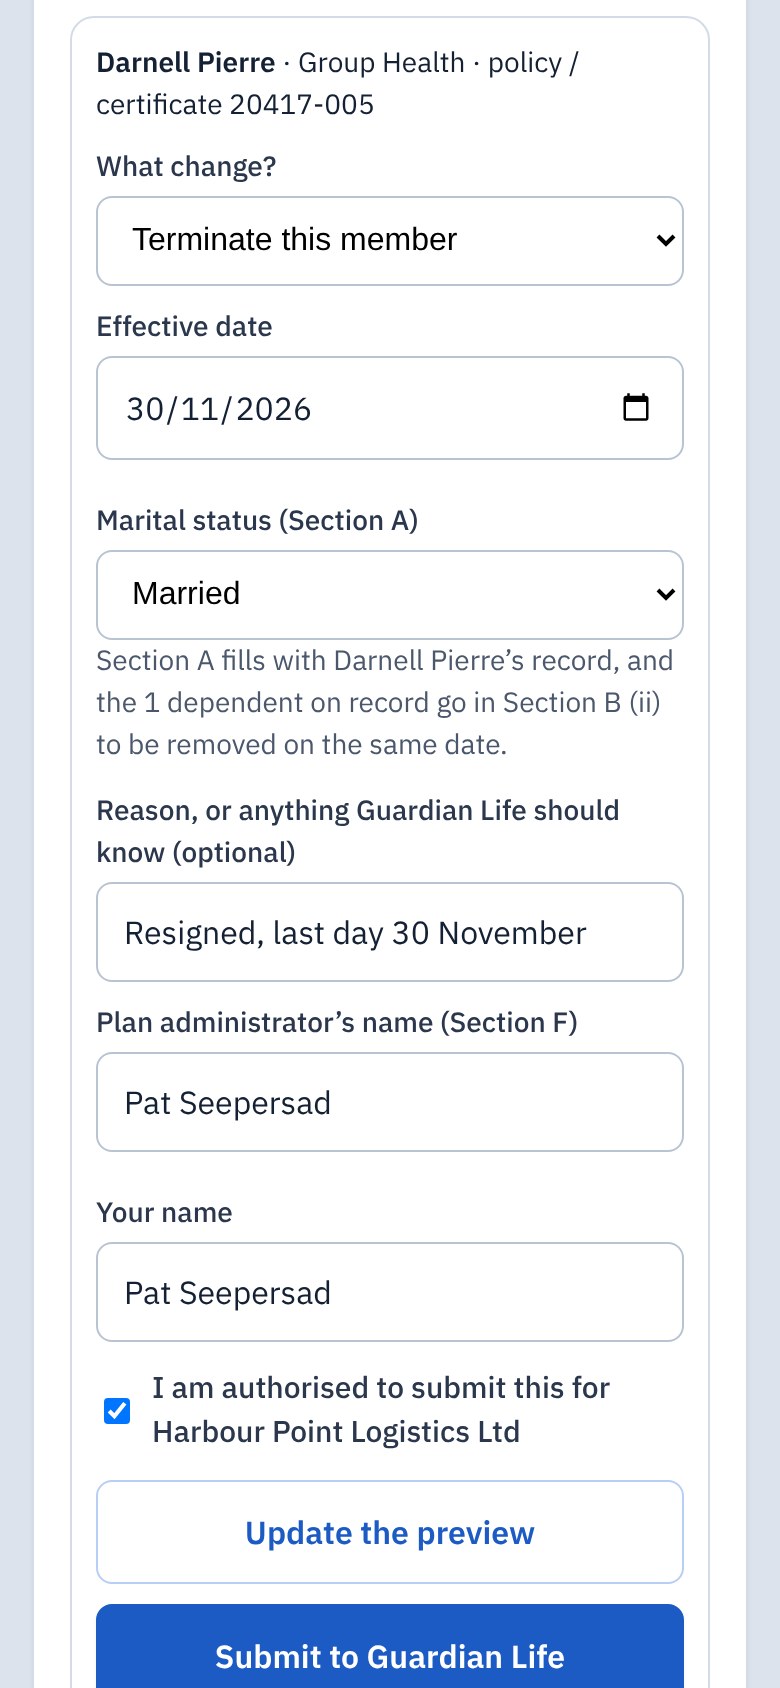 Darnell Pierre · Group Health · policy /
certificate 20417-005
What change?
Terminate this member
Effective date
30/11/2026
Marital status (Section A)
Married
Section A fills with Darnell Pierre’s record, and
the 1 dependent on record go in Section B (ii)
to be removed on the same date.
Reason, or anything Guardian Life should
know (optional)
Resigned, last day 30 November
Plan administrator’s name (Section F)
Pat Seepersad
Your name
Pat Seepersad
I am authorised to submit this for
Harbour Point Logistics Ltd
Update the preview
Submit to Guardian Life